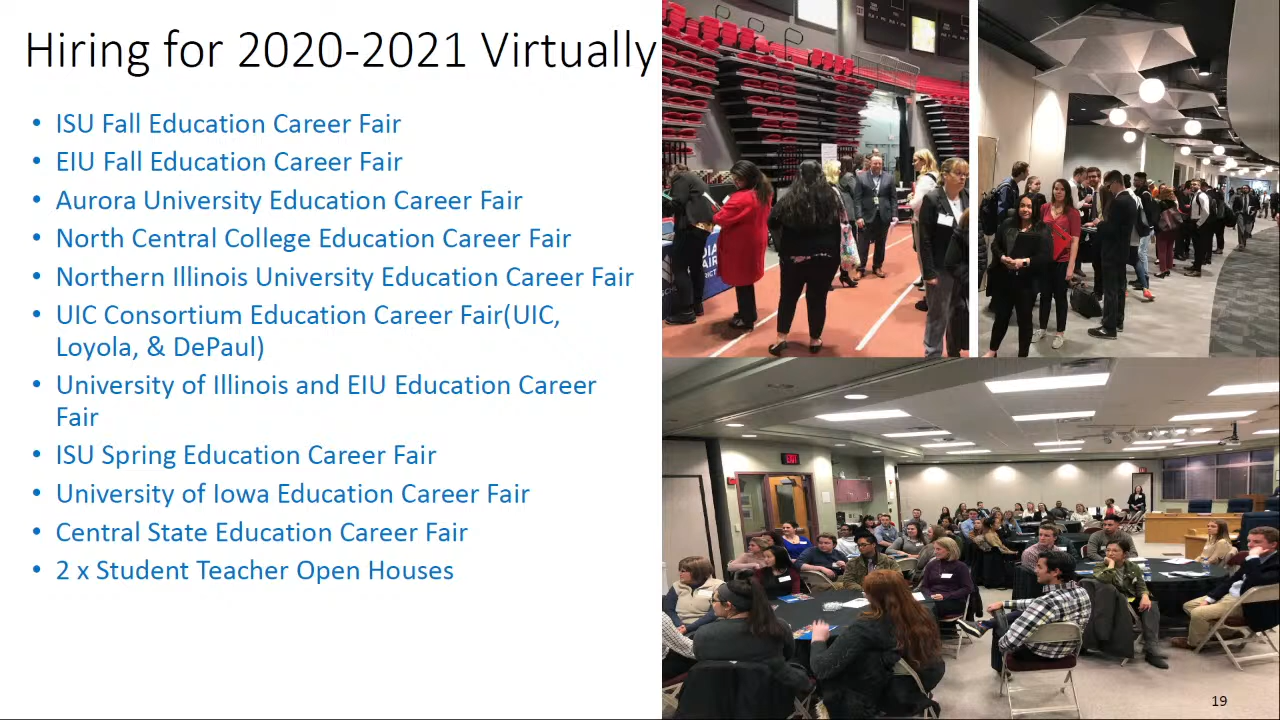 Hiring for 2020-2021 Virtually
• ISU Fall Education Career Fair
• EIU Fall Education Career Fair
• Aurora University Education Career Fair
• North Central College Education Career Fair
• Northern Illinois University Education Career Fair
• UIC Consortium Education Career Fair(UIC,
Loyola, & DePaul)
• University of Illinois and EIU Education Career
Fair
• ISU Spring Education Career Fair
• University of Iowa Education Career Fair
• Central State Education Career Fair
• 2 x Student Teacher Open Houses
EXIT
19